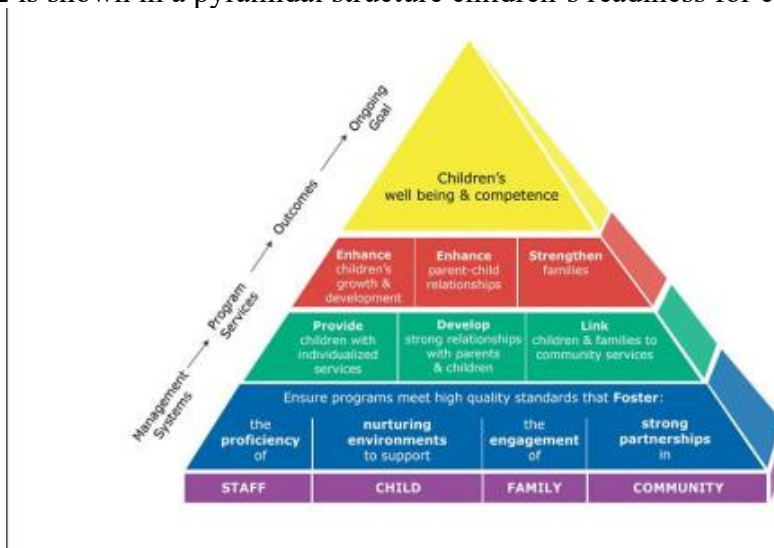 is shown in a pyramidal structure children's readiness for
Ongoing
Goal
Outcomes
Program
Services
Management
Systems
Children's
well being & competence
Enhance
children's
growth &
development
Enhance
parent-child
relationships
Strengthen
families
Provide
children with
individualized
services
Develop
strong relationships
with parents
& children
Link
children & families to
community services
Ensure programs meet high quality standards that Foster:
the
proficiency
of
nurturing
environments
to support
the
engagement
of
strong
partnerships
in
STAFF
CHILD
FAMILY
COMMUNITY